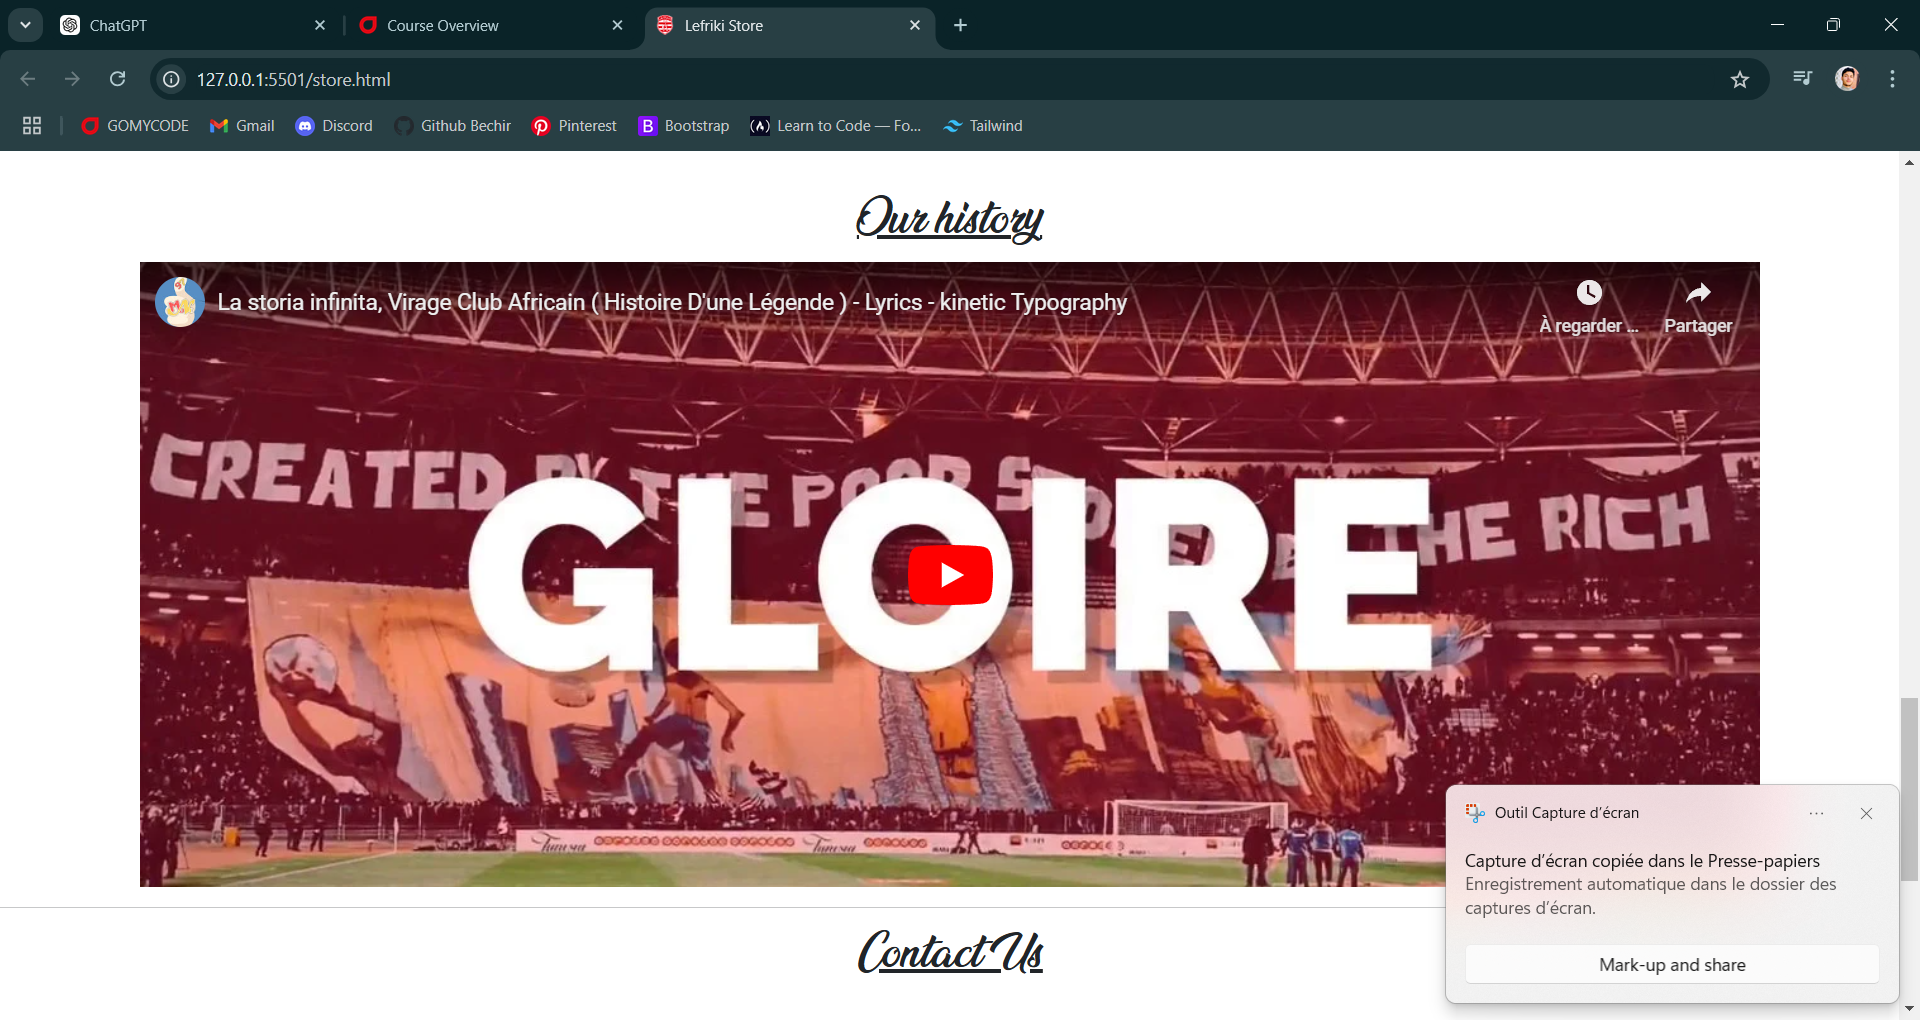 ChatGPT
Course Overview
Lefriki Store
127.0.0.1:5501/store.html
GOMYCODE
Gmail
Discord
Github Bechir
Pinterest
Bootstrap
Learn to Code — Fo...
Tailwind
Our history
La storia infinita, Virage Club Africain ( Histoire D'une Légende ) - Lyrics - kinetic Typography
À regarder ...
Partager
CREATED BY THE POOR STOLED BY THE RICH
GLOIRE
Outil Capture d'écran
Capture d'écran copiée dans le Presse-papiers
Enregistrement automatique dans le dossier des
captures d'écran.
Mark-up and share
Contact Us